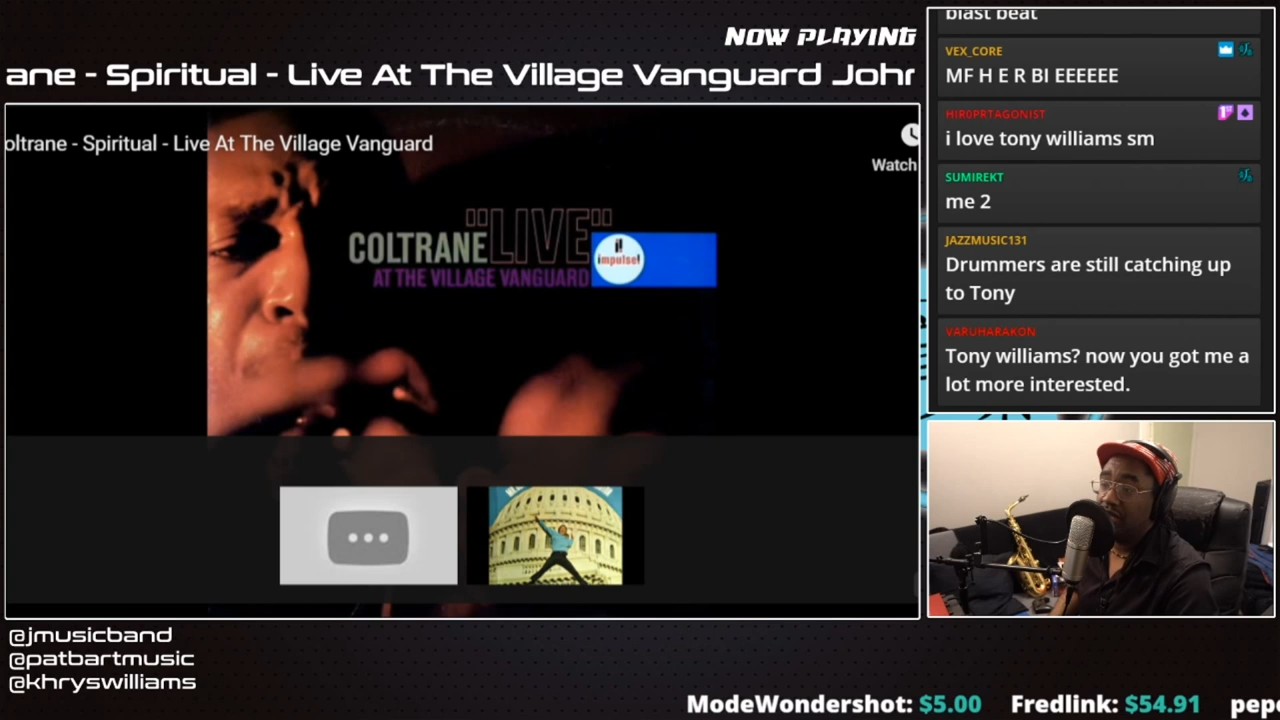 NOW PLAYING
ane - Spiritual - Live At The Village Vanguard Johr
oltrane - Spiritual - Live At The Village Vanguard
Watch
COLTRANE "LIVE"
AT THE VILLAGE VANGUARD
i!
impulse!
blast beat
VEX_CORE
MF H E R BI EEEEEE
HIR0PRTAGONIST
i love tony williams sm
SUMIREKT
me 2
JAZZMUSIC131
Drummers are still catching up
to Tony
VARUHARAKON
Tony williams? now you got me a
lot more interested.
@jmusicband
@patbartmusic
@khryswilliams
ModeWondershot: $5.00 Fredlink: $54.91 pep